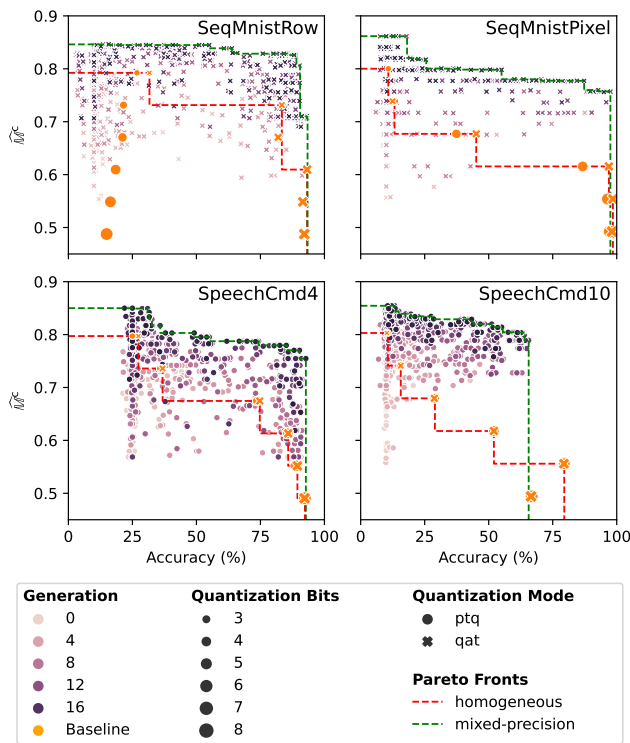 SeqMnistRow
SeqMnistPixel
0.9
0.8
0.7
0.6
0.5
SpeechCmd4
SpeechCmd10
0.9
0.8
0.7
0.6
0.5
0 25 50 75 100
0 25 50 75 100
Accuracy (%)
Accuracy (%)
Generation
0
4
8
12
16
Baseline
Quantization Bits
3
4
5
6
7
8
Quantization Mode
ptq
qat
Pareto Fronts
homogeneous
mixed-precision